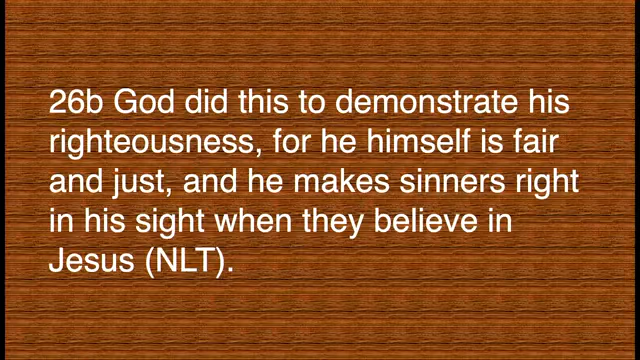 26b God did this to demonstrate his
righteousness, for he himself is fair
and just, and he makes sinners right
in his sight when they believe in
Jesus (NLT).